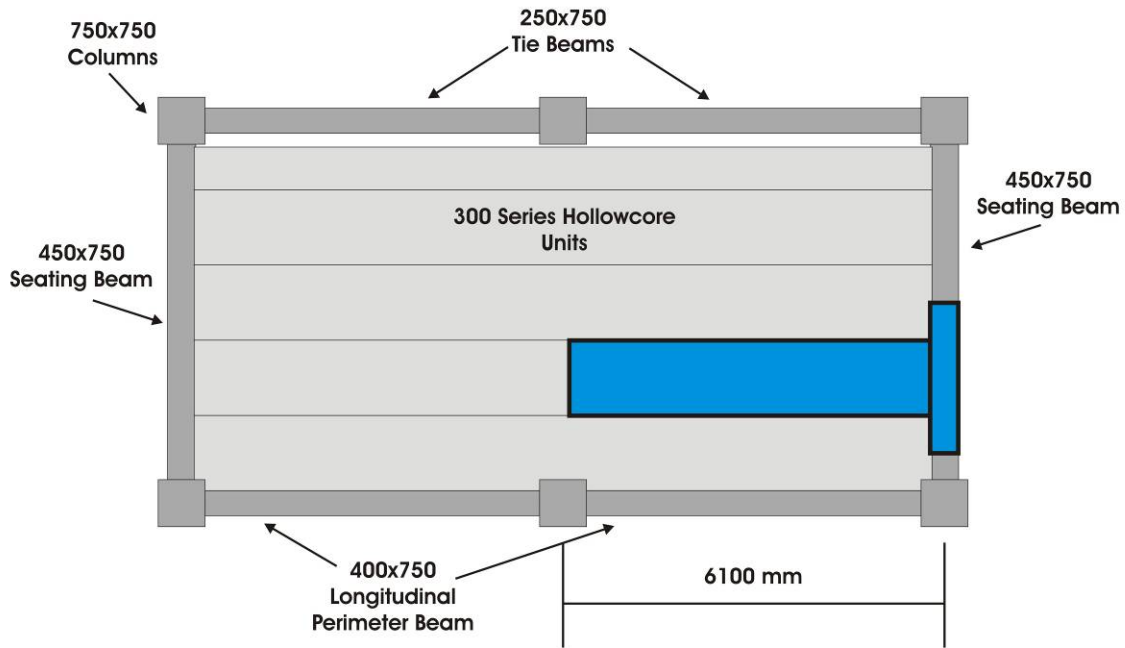 750x750
Columns
250x750
Tie Beams
450x750
Seating Beam
300 Series Hollowcore
Units
450x750
Seating Beam
400x750
Longitudinal
Perimeter Beam
6100 mm